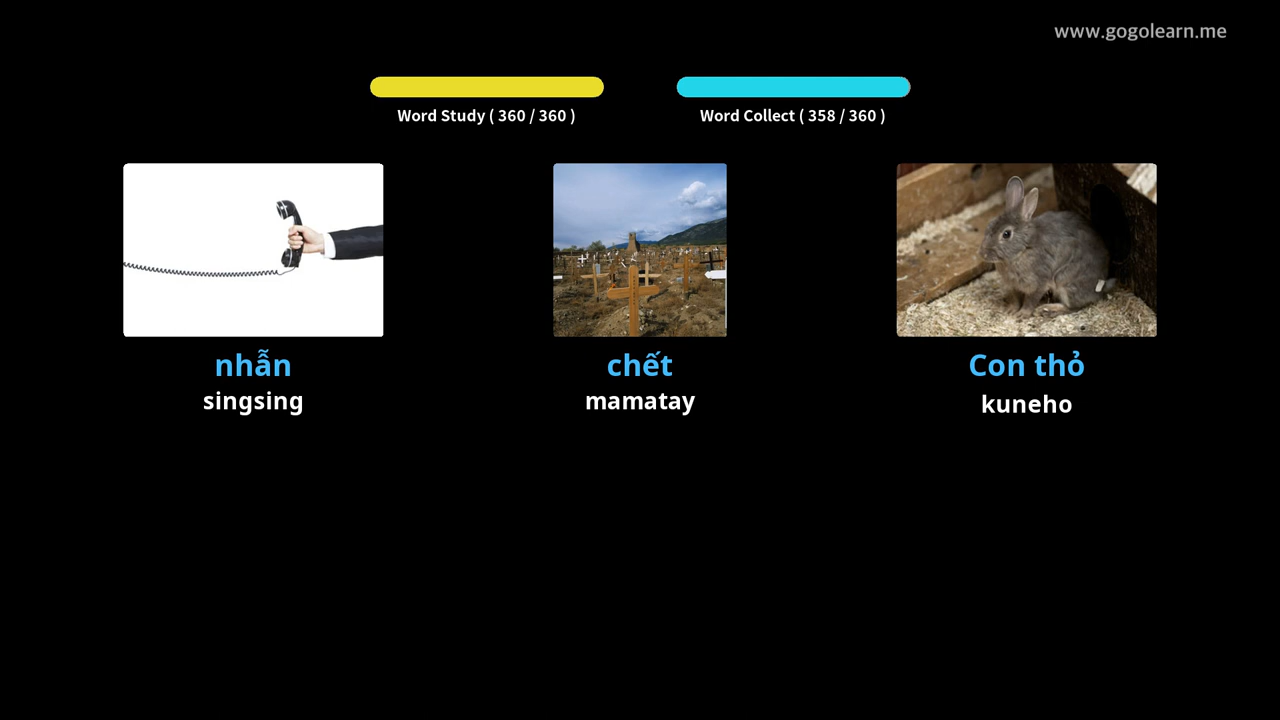 www.gogolearn.me
Word Study ( 360 / 360 )
Word Collect ( 358 / 360 )
nhẫn
singsing
chết
mamatay
Con thỏ
kuneho